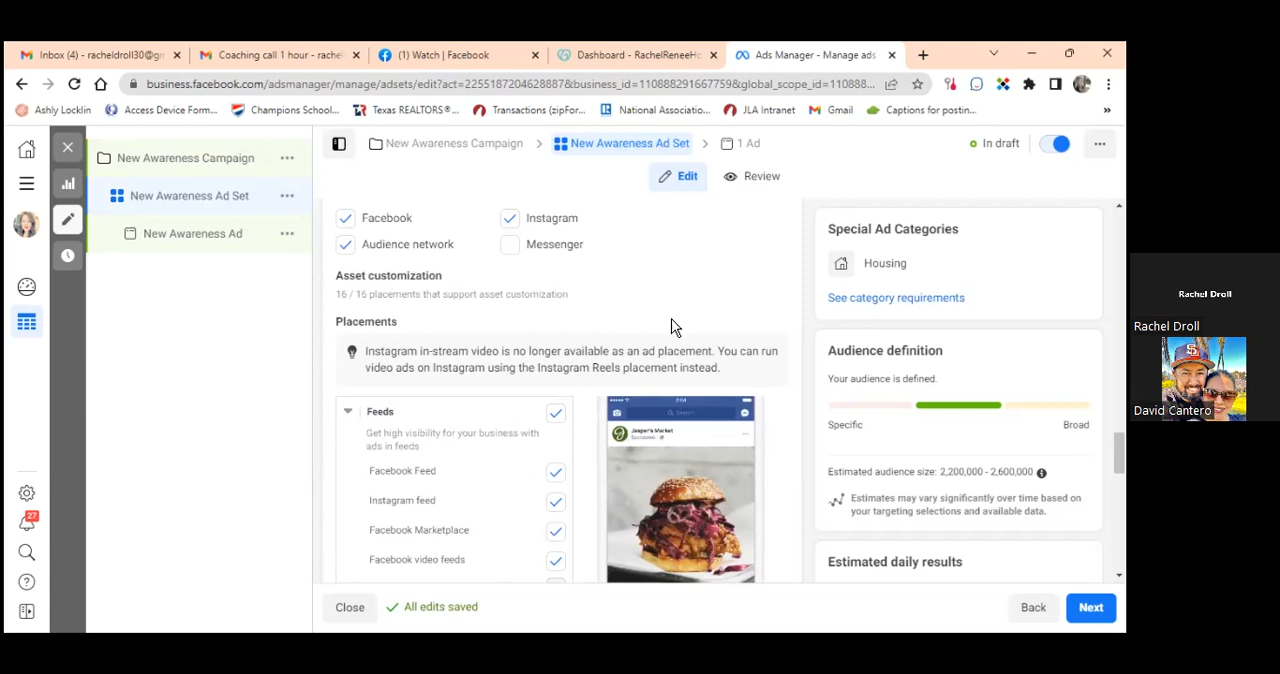 Inbox (4) - racheldroll30@gm
Coaching call 1 hour - rache
(1) Watch | Facebook
Dashboard - RachelReneeHo
Ads Manager - Manage ads
business.facebook.com/adsmanager/manage/adsets/edit?act=22551872046288​87&business_id=110888291667759&global_scope_id=110888...
Ashly Locklin
Access Device Form...
Champions School...
Texas REALTORS®...
Transactions (zipFor...
National Associatio...
JLA Intranet
Gmail
Captions for postin...
»
New Awareness Campaign
New Awareness Ad Set
1 Ad
In draft
Edit
Review
New Awareness Campaign
New Awareness Ad Set
New Awareness Ad
27
Facebook
Instagram
Audience network
Messenger
Asset customization
16 / 16 placements that support asset customization
Placements
Instagram in-stream video is no longer available as an ad placement. You can run
video ads on Instagram using the Instagram Reels placement instead.
Feeds
Get high visibility for your business with
ads in feeds
Facebook Feed
Instagram feed
Facebook Marketplace
Facebook video feeds
Search
Jasper's Market
Special Ad Categories
Housing
See category requirements
Audience definition
Your audience is defined.
Specific
Broad
Estimated audience size: 2,200,000 - 2,600,000
Estimates may vary significantly over time based on
your targeting selections and available data.
Estimated daily results
Close
All edits saved
Back
Next
Rachel Droll
Rachel Droll
David Cantero